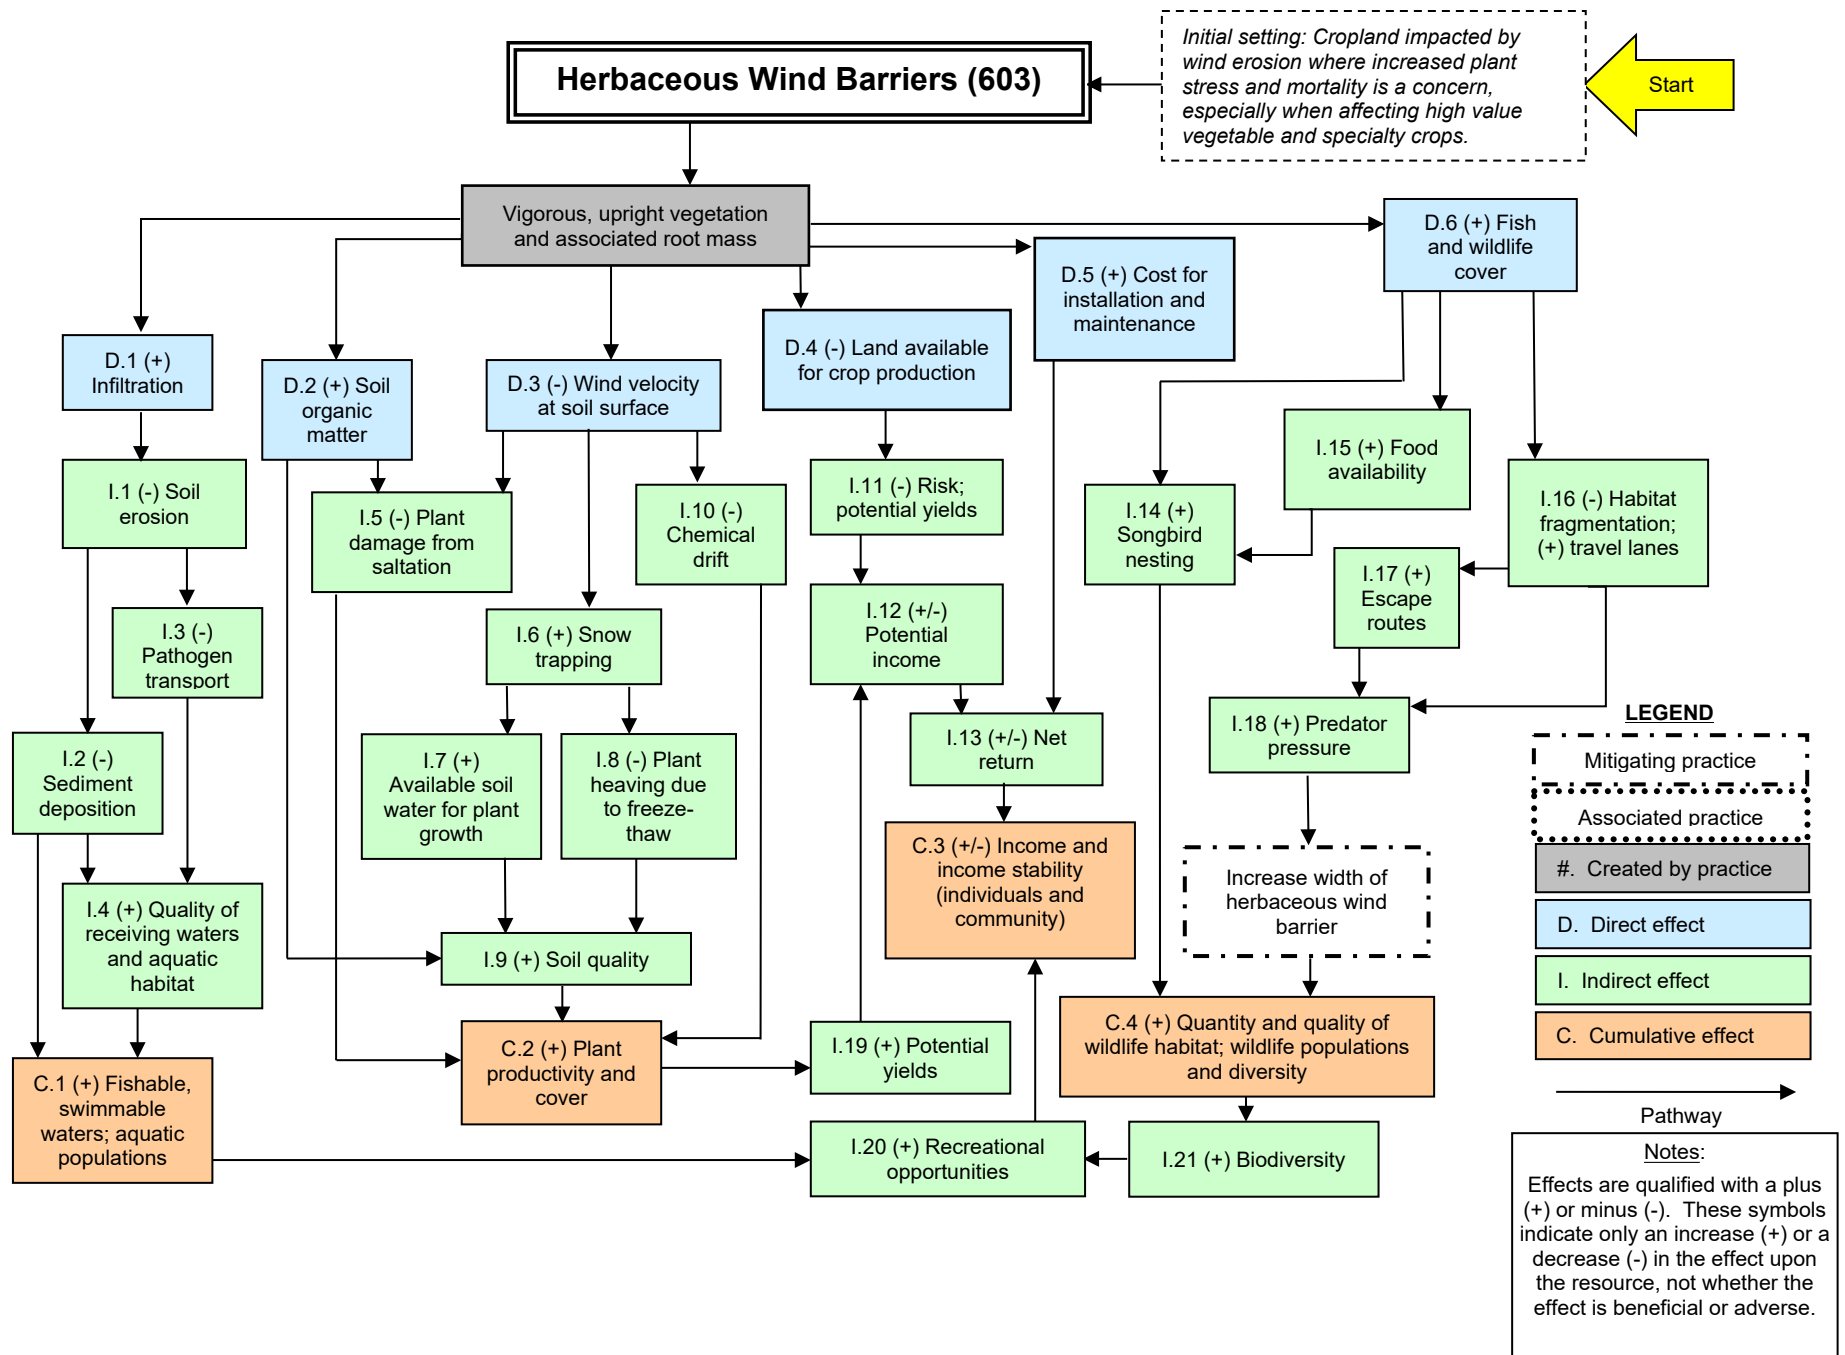 Herbaceous Wind Barriers (603)
Initial setting: Cropland impacted by
wind erosion where increased plant
stress and mortality is a concern,
especially when affecting high value
vegetable and specialty crops.
Start
Vigorous, upright vegetation
and associated root mass
D.1 (+)
Infiltration
D.2 (+) Soil
organic
matter
D.3 (-) Wind velocity
at soil surface
D.4 (-) Land available
for crop production
D.5 (+) Cost for
installation and
maintenance
D.6 (+) Fish
and wildlife
cover
I.1 (-) Soil
erosion
I.5 (-) Plant
damage from
saltation
I.10 (-)
Chemical
drift
I.11 (-) Risk;
potential yields
I.14 (+)
Songbird
nesting
I.15 (+) Food
availability
I.16 (-) Habitat
fragmentation;
(+) travel lanes
I.3 (-)
Pathogen
transport
I.6 (+) Snow
trapping
I.12 (+/-)
Potential
income
I.17 (+)
Escape
routes
I.2 (-)
Sediment
deposition
I.7 (+)
Available soil
water for plant
growth
I.8 (-) Plant
heaving due
to freeze-
thaw
I.13 (+/-) Net
return
I.18 (+) Predator
pressure
I.4 (+) Quality of
receiving waters
and aquatic
habitat
I.9 (+) Soil quality
C.3 (+/-) Income and
income stability
(individuals and
community)
Increase width of
herbaceous wind
barrier
C.1 (+) Fishable,
swimmable
waters; aquatic
populations
C.2 (+) Plant
productivity and
cover
I.19 (+) Potential
yields
C.4 (+) Quantity and quality of
wildlife habitat; wildlife populations
and diversity
I.20 (+) Recreational
opportunities
I.21 (+) Biodiversity
LEGEND
Mitigating practice
Associated practice
#. Created by practice
D. Direct effect
I. Indirect effect
C. Cumulative effect
Pathway
Notes:
Effects are qualified with a plus
(+) or minus (-). These symbols
indicate only an increase (+) or a
decrease (-) in the effect upon
the resource, not whether the
effect is beneficial or adverse.